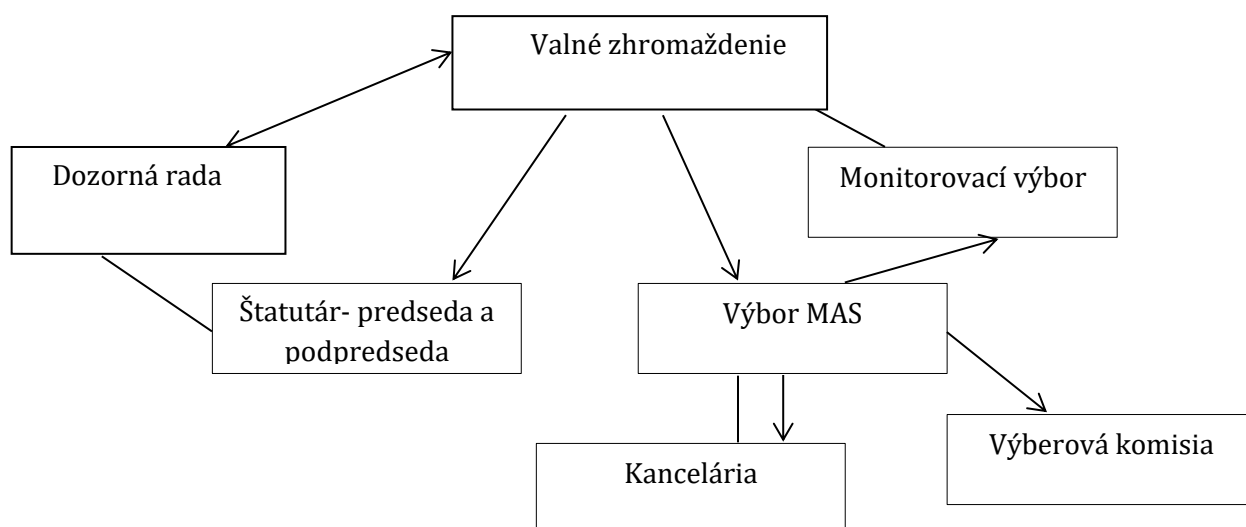 Valné zhromaždenie
Dozorná rada
Monitorovací výbor
Štatutár- predseda a
podpredseda
Výbor MAS
Výberová komisia
Kancelária